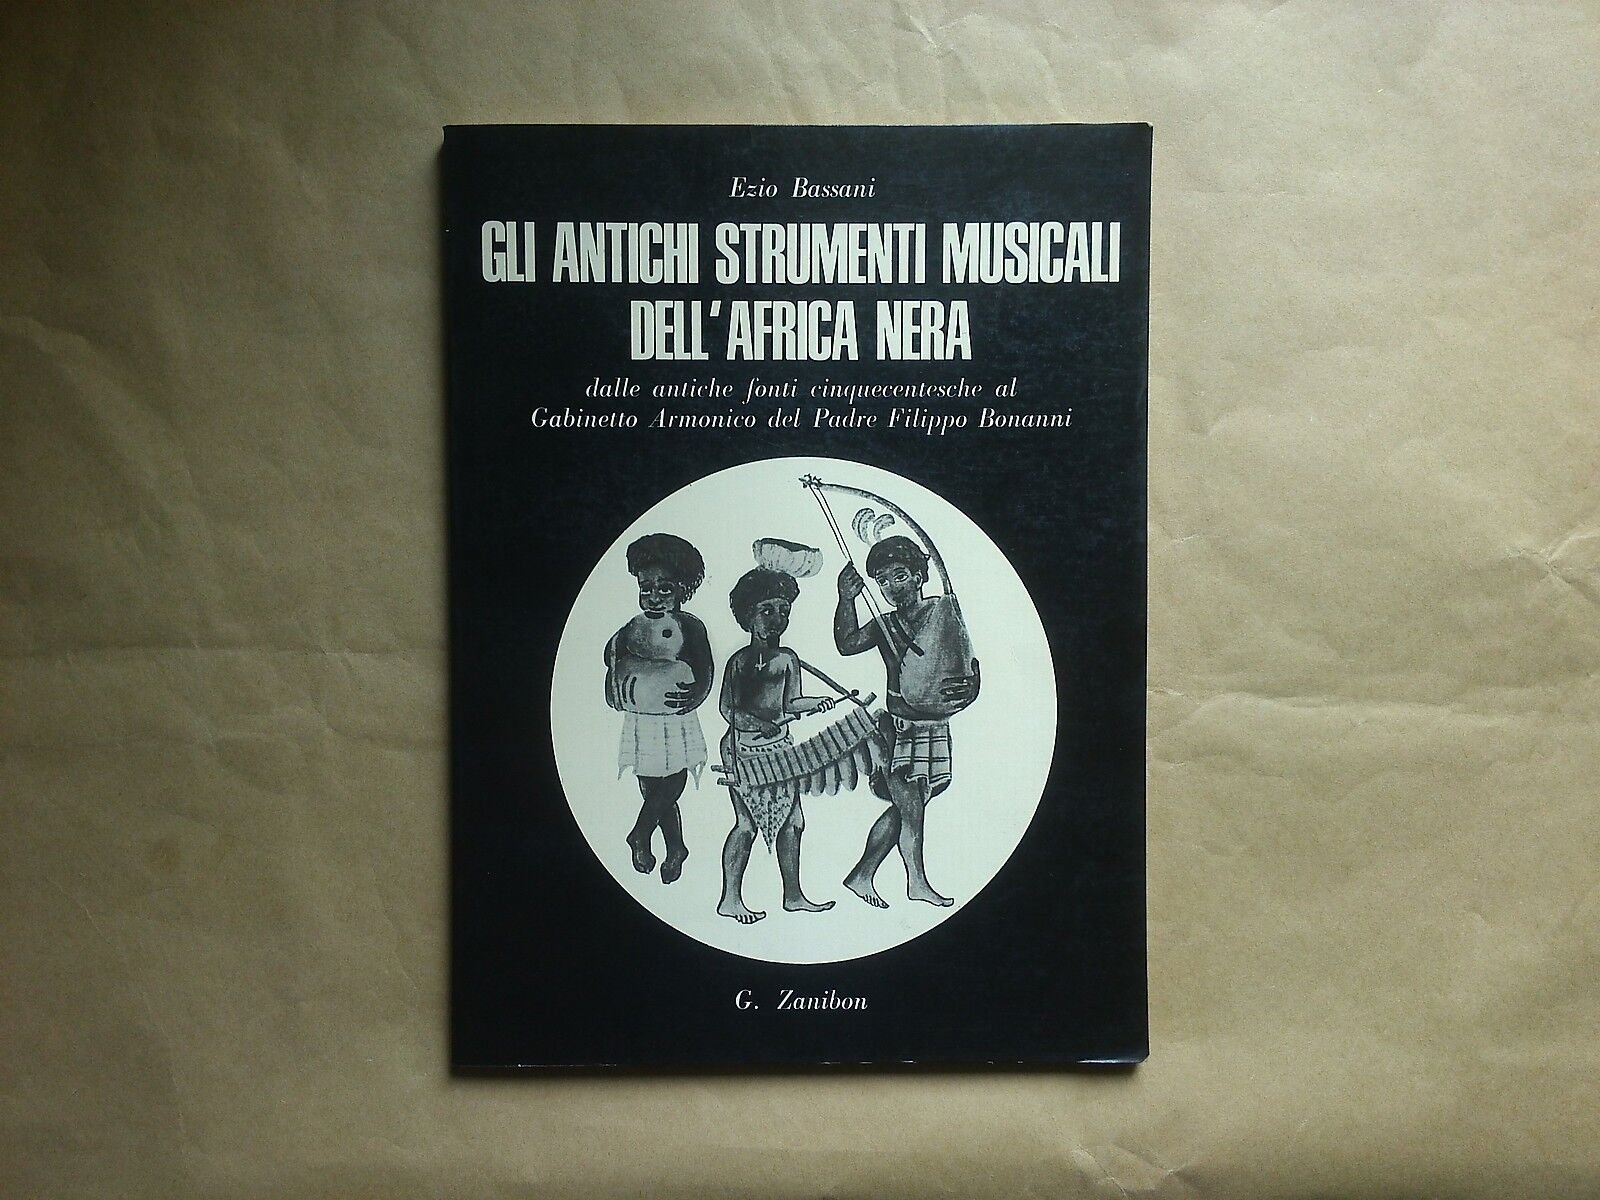 Ezio Bassani
GLI ANTICHI STRUMENTI MUSICALI
DELL'AFRICA NERA
dalle antiche fonti cinquecentesche al
Gabinetto Armonico del Padre Filippo Bonanni
G. Zanibon